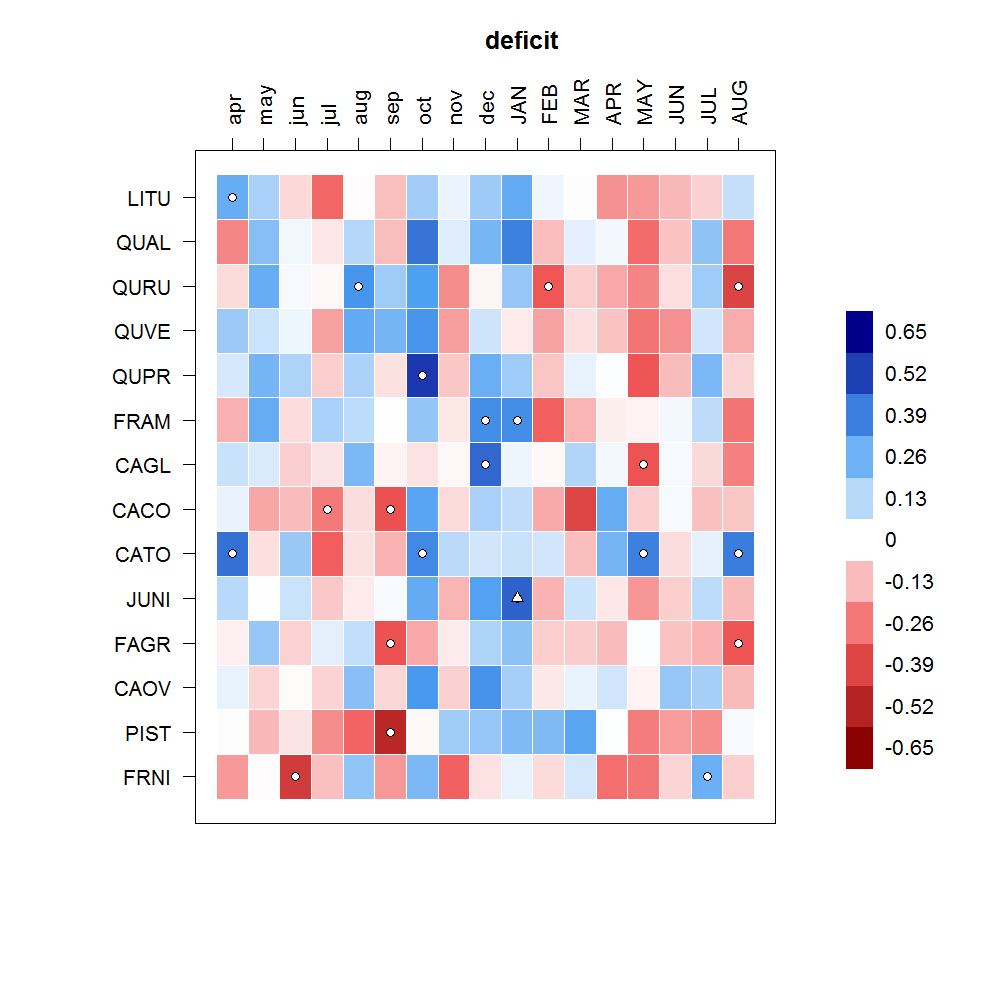 deficit
apr may jun jul aug sep oct nov dec JAN FEB MAR APR MAY JUN JUL AUG
LITU
QUAL
QURU
QUVE
QUPR
FRAM
CAGL
CACO
CATO
JUNI
FAGR
CAOV
PIST
FRNI
0.65
0.52
0.39
0.26
0.13
0
-0.13
-0.26
-0.39
-0.52
-0.65